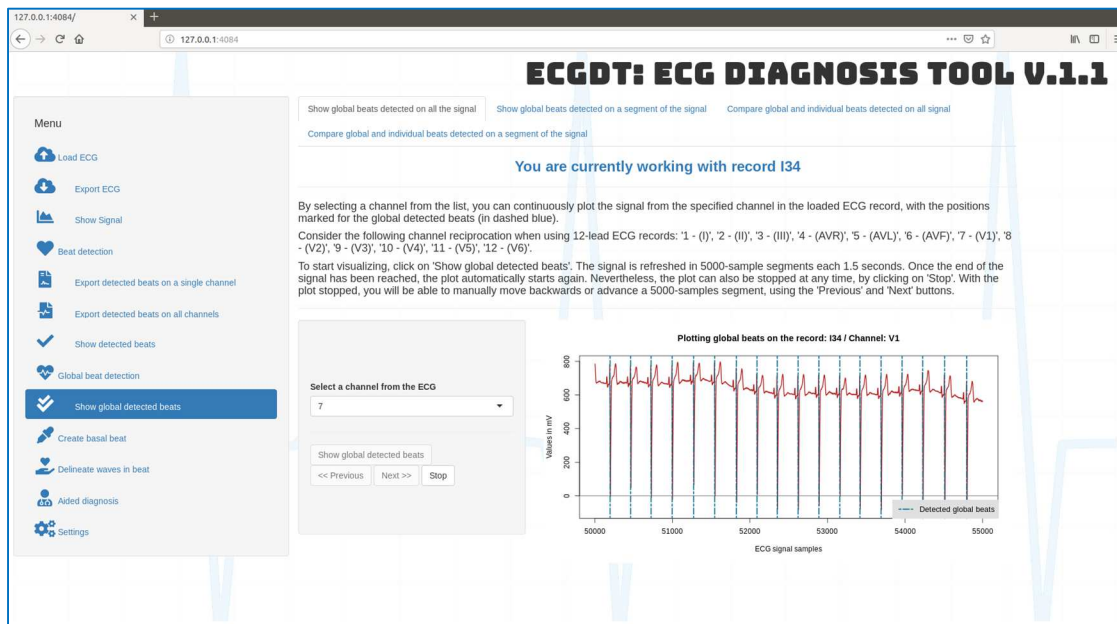 127.0.0.1:4084/
127.0.0.1:4084
ECGDT: ECG DIAGNOSIS TOOL V.1.1
Menu
Load ECG
Export ECG
Show Signal
Beat detection
Export detected beats on a single channel
Export detected beats on all channels
Show detected beats
Global beat detection
Show global detected beats
Create basal beat
Delineate waves in beat
Aided diagnosis
Settings
Show global beats detected on all the signal
Show global beats detected on a segment of the signal
Compare global and individual beats detected on all signal
Compare global and individual beats detected on a segment of the signal
You are currently working with record I34
By selecting a channel from the list, you can continuously plot the signal from the specified channel in the loaded ECG record, with the positions
marked for the global detected beats (in dashed blue).
Consider the following channel reciprocation when using 12-lead ECG records: '1 - (I)', '2 - (II)', '3 - (III)', '4 - (AVR)', '5 - (AVL)', '6 - (AVF)', '7 - (V1)', '8
- (V2)', '9 - (V3)', '10 - (V4)', '11 - (V5)', '12 - (V6)'.
To start visualizing, click on 'Show global detected beats'. The signal is refreshed in 5000-sample segments each 1.5 seconds. Once the end of the
signal has been reached, the plot automatically starts again. Nevertheless, the plot can also be stopped at any time, by clicking on 'Stop'. With the
plot stopped, you will be able to manually move backwards or advance a 5000-samples segment, using the 'Previous' and 'Next' buttons.
Select a channel from the ECG
7
Show global detected beats
<< Previous
Next >>
Stop
Plotting global beats on the record: I34 / Channel: V1
Values in mV
800
600
400
200
0
Detected global beats
50000
51000
52000
53000
54000
55000
ECG signal samples